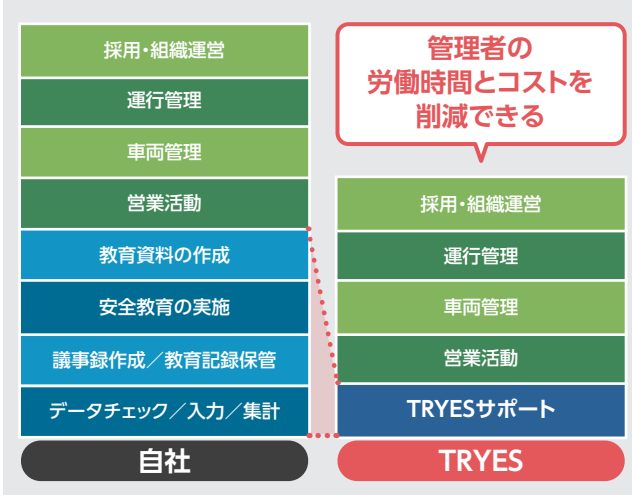 採用・組織運営
運行管理
車両管理
営業活動
教育資料の作成
安全教育の実施
議事録作成／教育記録保管
データチェック／入力／集計
自社
管理者の
労働時間とコストを
削減できる
採用・組織運営
運行管理
車両管理
営業活動
TRYESサポート
TRYES